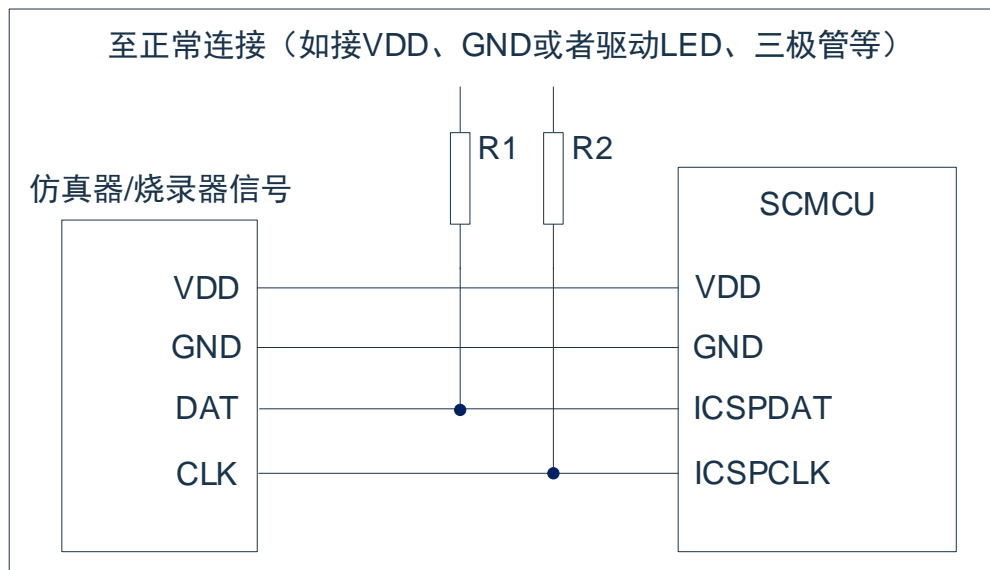 至正常连接（如接VDD、GND或者驱动LED、三极管等）
R1
R2
仿真器/烧录器信号
SCMCU
VDD
VDD
GND
GND
DAT
ICSPDAT
CLK
ICSPCLK